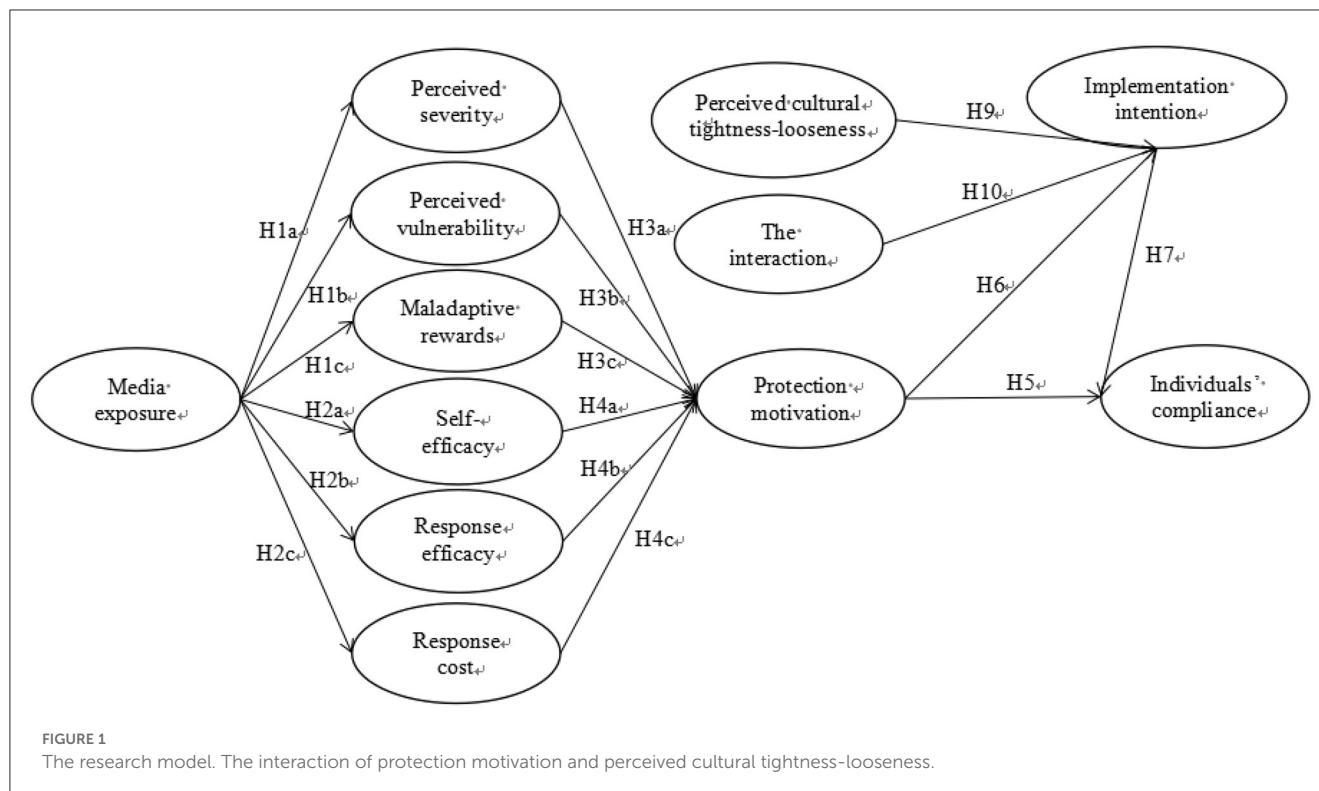 Perceived
severity
Perceived
vulnerability
Maladaptive
rewards
Self-
efficacy
Response
efficacy
Response
cost
Media
exposure
H1a
H1b
H1c
H2a
H2b
H2c
H3a
H3b
H3c
H4a
H4b
H4c
Perceived cultural
tightness-looseness
The
interaction
Protection
motivation
Implementation
intention
Individuals'
compliance
H9
H10
H6
H7
H5
FIGURE 1
The research model. The interaction of protection motivation and perceived cultural tightness-looseness.